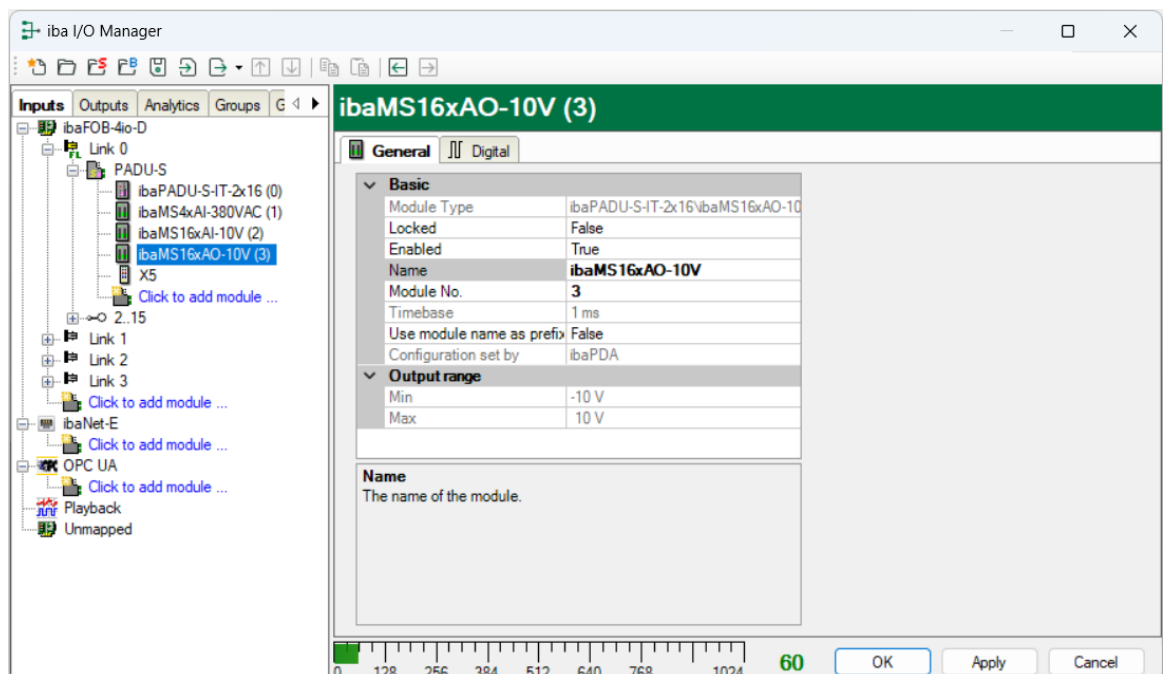 iba I/O Manager
Inputs Outputs Analytics Groups G
ibaFOB-4io-D
Link 0
PADU-S
ibaPADU-S-IT-2x16 (0)
ibaMS4xAI-380VAC (1)
ibaMS16xAI-10V (2)
ibaMS16xAO-10V (3)
X5
Click to add module ...
2..15
Link 1
Link 2
Link 3
Click to add module ...
ibaNet-E
Click to add module ...
OPC UA
Click to add module ...
Playback
Unmapped
ibaMS16xAO-10V (3)
General Digital
Basic
Module Type ibaPADU-S-IT-2x16\ibaMS16xAO-10
Locked False
Enabled True
Name ibaMS16xAO-10V
Module No. 3
Timebase 1 ms
Use module name as prefix False
Configuration set by ibaPDA
Output range
Min -10 V
Max 10 V
Name
The name of the module.
0 128 256 384 512 640 768 1024 60 OK Apply Cancel